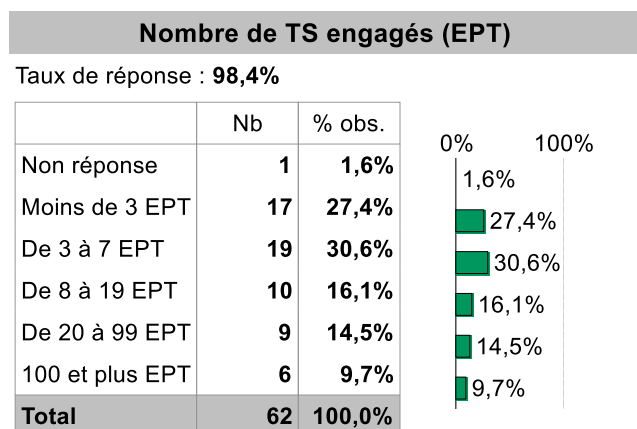 Nombre de TS engagés (EPT)
Taux de réponse : 98,4%
Nb % obs.
0% 100%
Non réponse 1 1,6% 1,6%
Moins de 3 EPT 17 27,4% 27,4%
De 3 à 7 EPT 19 30,6% 30,6%
De 8 à 19 EPT 10 16,1% 16,1%
De 20 à 99 EPT 9 14,5% 14,5%
100 et plus EPT 6 9,7% 9,7%
Total 62 100,0%